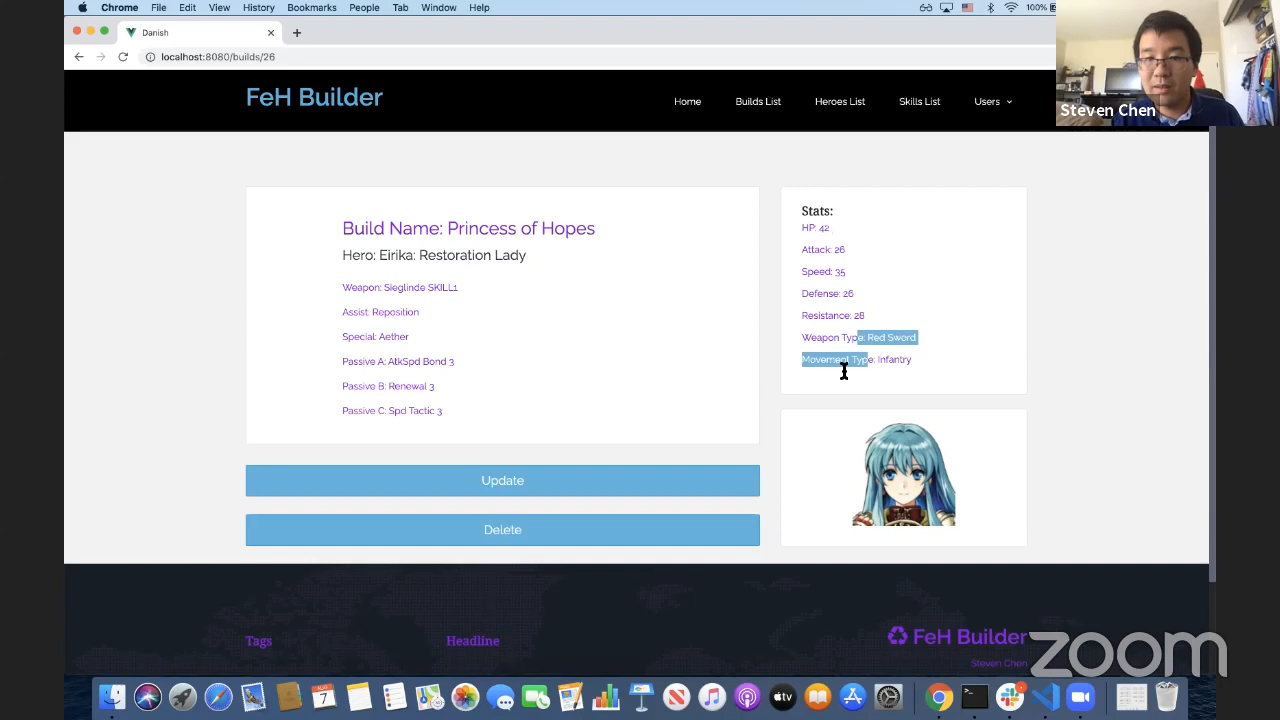 Chrome File Edit View History Bookmarks People Tab Window Help 100%
Danish
localhost:8080/builds/26
FeH Builder
Home Builds List Heroes List Skills List Users
Steven Chen
Build Name: Princess of Hopes
Hero: Eirika: Restoration Lady
Weapon: Sieglinde SKILL1
Assist: Reposition
Special: Aether
Passive A: AtkSpd Bond 3
Passive B: Renewal 3
Passive C: Spd Tactic 3
Update
Delete
Stats:
HP: 42
Attack: 26
Speed: 35
Defense: 26
Resistance: 28
Weapon Type: Red Sword
Movement Type: Infantry
Tags
Headline
FeH Builder
Steven Chen
zoom
7
tv